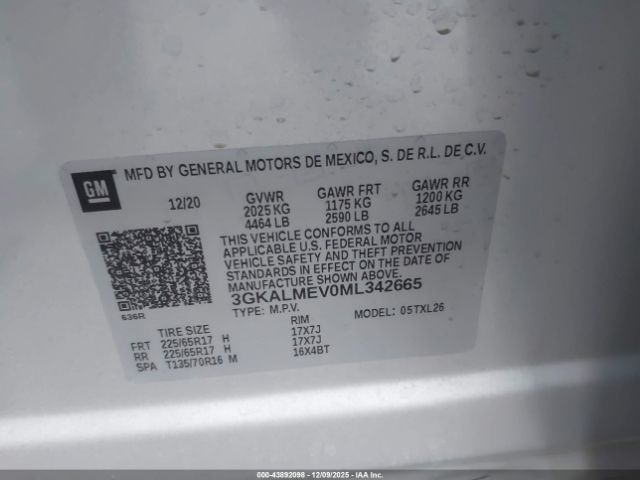 MFD BY GENERAL MOTORS DE MEXICO, S. DE R.L. DE C.V.
GM
12/20 GVWR GAWR FRT GAWR RR
2025 KG 1175 KG 1200 KG
4464 LB 2590 LB 2645 LB
THIS VEHICLE CONFORMS TO ALL
APPLICABLE U.S. FEDERAL MOTOR
VEHICLE SAFETY AND THEFT PREVENTION
STANDARDS IN EFFECT ON THE DATE OF
MANUFACTURE SHOWN ABOVE.
3GKALMEV0ML342665
636R
TYPE: M.P.V. MODEL: 05TXL26
TIRE SIZE RIM
FRT 225/65R17 H 17X7J
RR 225/65R17 H 17X7J
SPA T135/70R16 M 16X4BT
000-43892098 - 12/09/2025 - IAAI.COM